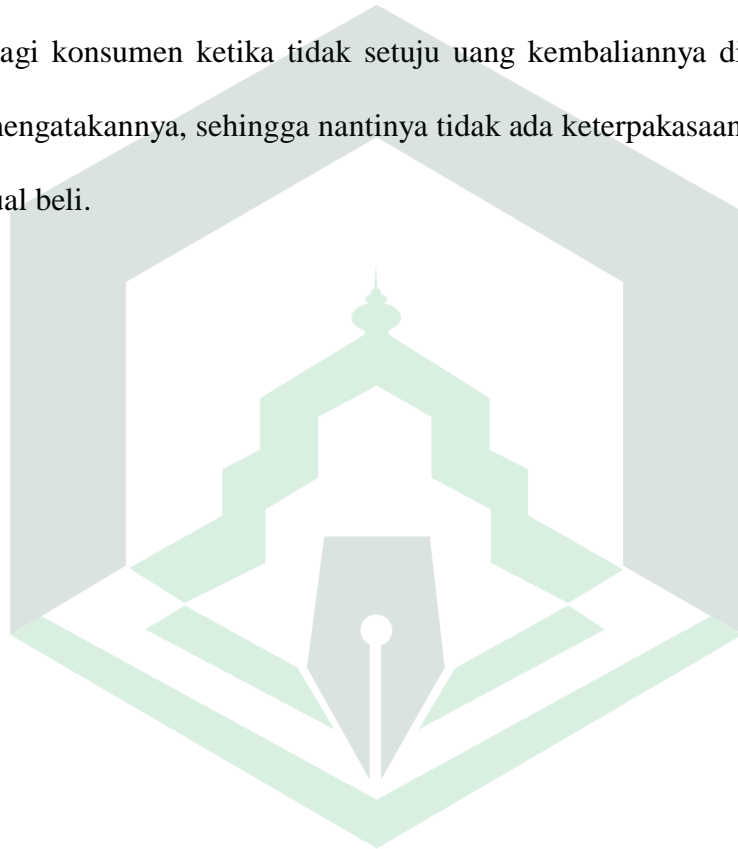 agi konsumen ketika tidak setuju uang kembaliannya di
mengatakannya, sehingga nantinya tidak ada keterpakasaan
ual beli.